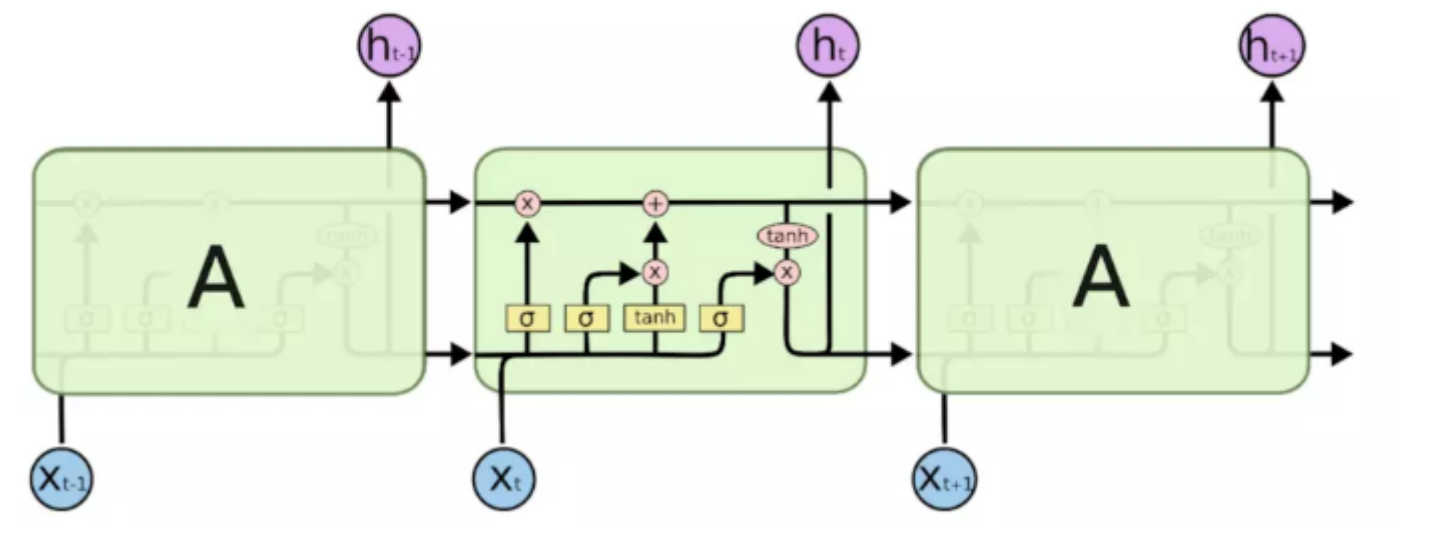 h t-1 h t h t+1
x +
tanh
A x x A
σ σ tanh σ
X t-1 X t X t+1